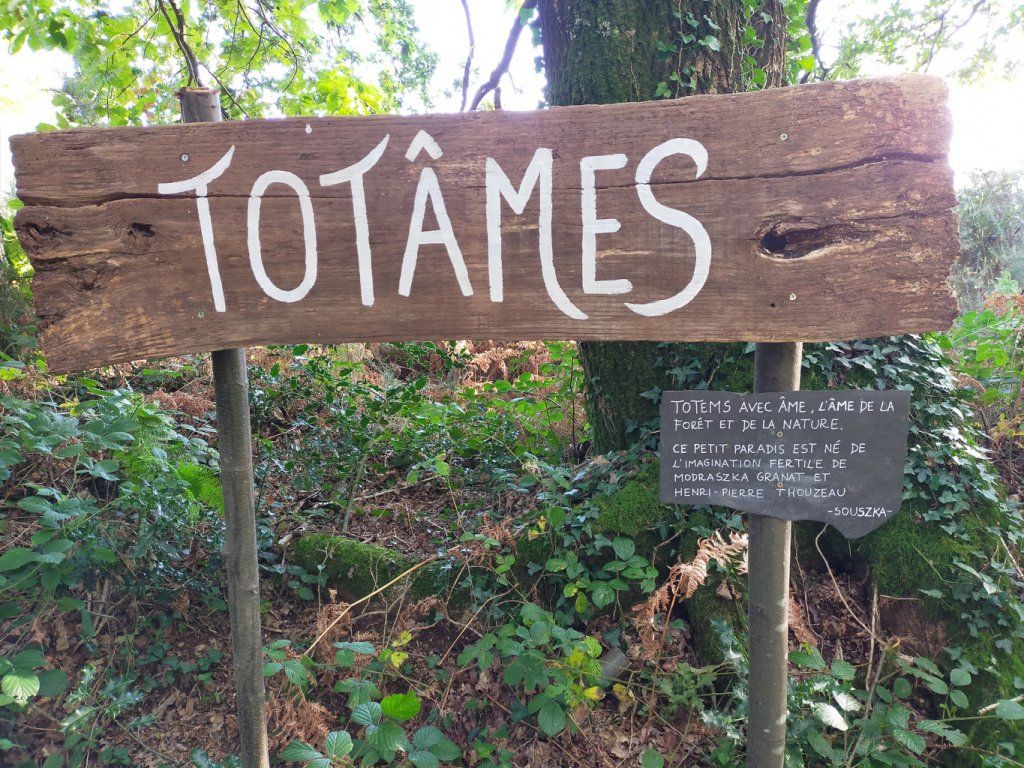 TOTÂMES
TOTEMS AVEC ÂME, L'ÂME DE LA
FORÊT ET DE LA NATURE.
CE PETIT PARADIS EST NÉ DE
L'IMAGINATION FERTILE DE
MODRASZKA GRANAT ET
HENRI-PIERRE THOUZEAU
-SOUSZKA-